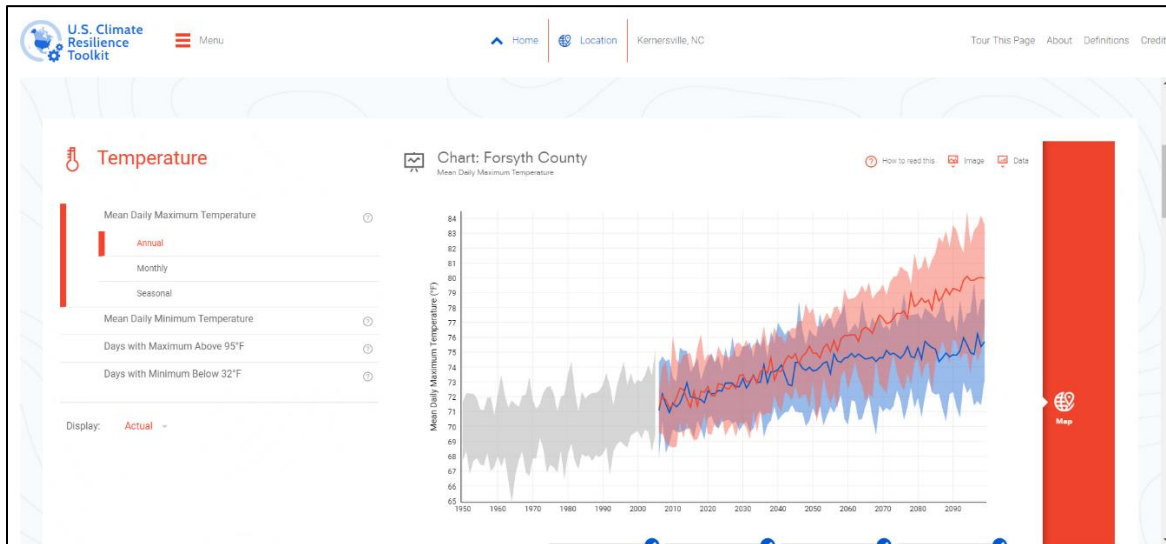 U.S. Climate
Resilience
Toolkit
Menu
Home
Location
Kernersville, NC
Tour This Page
About
Definitions
Credit
Temperature
Mean Daily Maximum Temperature
Annual
Monthly
Seasonal
Mean Daily Minimum Temperature
Days with Maximum Above 95°F
Days with Minimum Below 32°F
Display: Actual
Chart: Forsyth County
Mean Daily Maximum Temperature
How to read this
Image
Data
Mean Daily Maximum Temperature (°F)
84
83
82
81
80
79
78
77
76
75
74
73
72
71
70
69
68
67
66
65
1950 1960 1970 1980 1990 2000 2010 2020 2030 2040 2050 2060 2070 2080 2090
Map